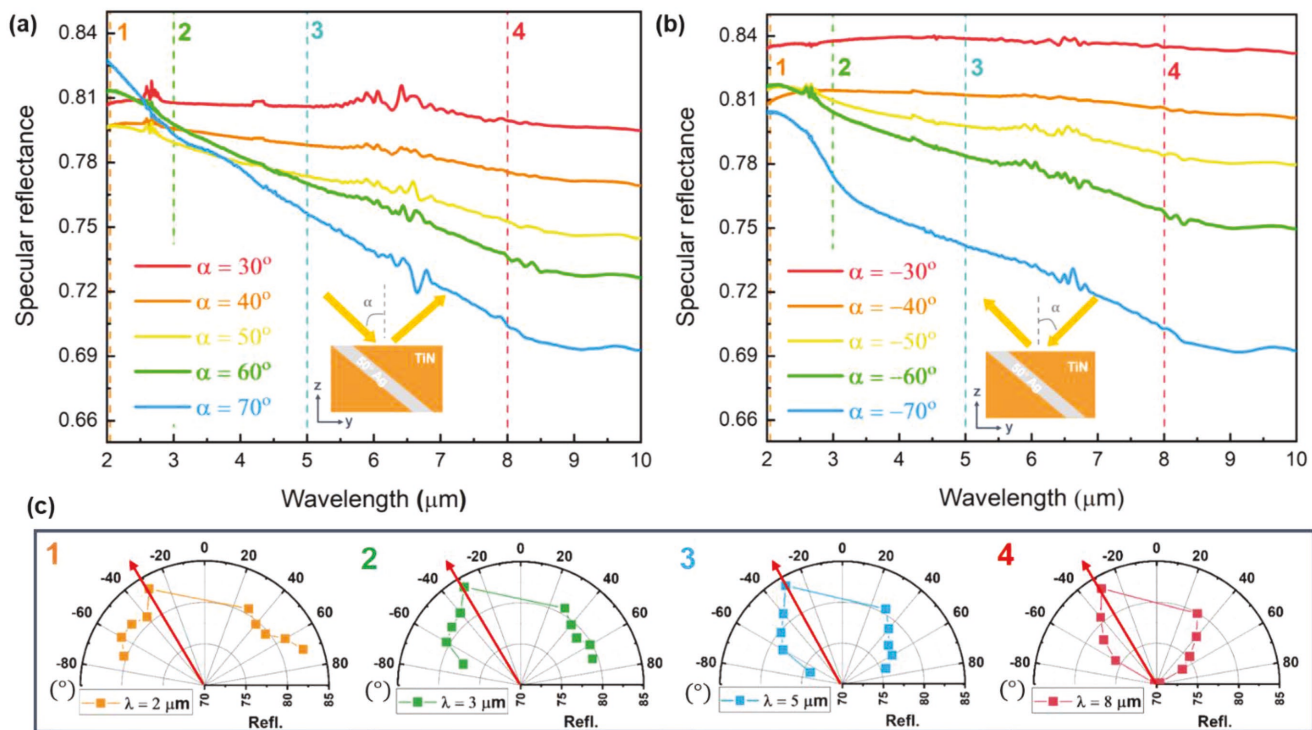 (a)
0.84
0.81
0.78
0.75
0.72
0.69
0.66
Specular reflectance
1
2
3
4
α = 30°
α = 40°
α = 50°
α = 60°
α = 70°
α
50° Ag
TiN
z
y
2 3 4 5 6 7 8 9 10
Wavelength (μm)
(b)
0.84
0.81
0.78
0.75
0.72
0.69
0.66
Specular reflectance
1
2
3
4
α = −30°
α = −40°
α = −50°
α = −60°
α = −70°
α
50° Ag
TiN
z
y
2 3 4 5 6 7 8 9 10
Wavelength (μm)
(c)
1
-80 -60 -40 -20 0 20 40 60 80
(°)
λ = 2 μm
70 75 80 85
Refl.
2
-80 -60 -40 -20 0 20 40 60 80
(°)
λ = 3 μm
70 75 80 85
Refl.
3
-80 -60 -40 -20 0 20 40 60 80
(°)
λ = 5 μm
70 75 80 85
Refl.
4
-80 -60 -40 -20 0 20 40 60 80
(°)
λ = 8 μm
70 75 80 85
Refl.